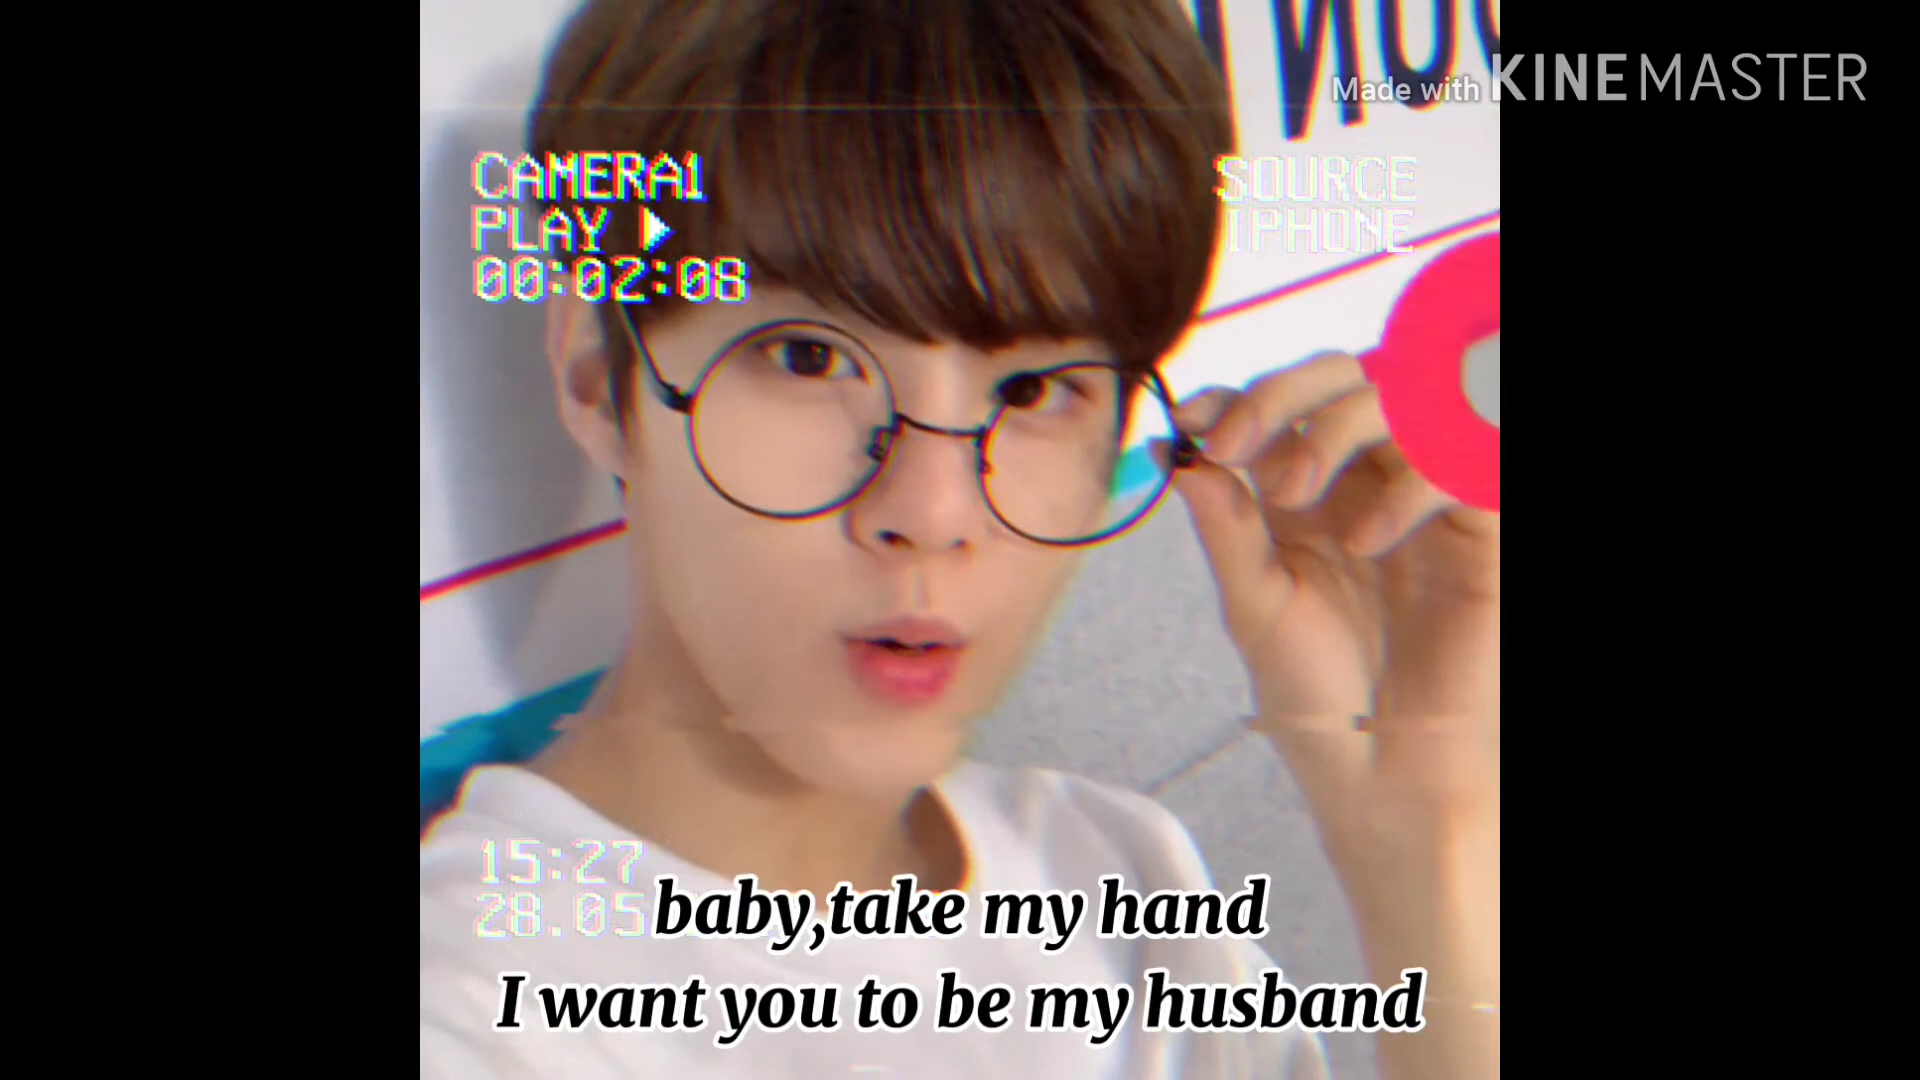 Made with KINEMASTER
CAMERA1
PLAY
00:02:08
SOURCE
IPHONE
15:27
28.05
baby,take my hand
I want you to be my husband